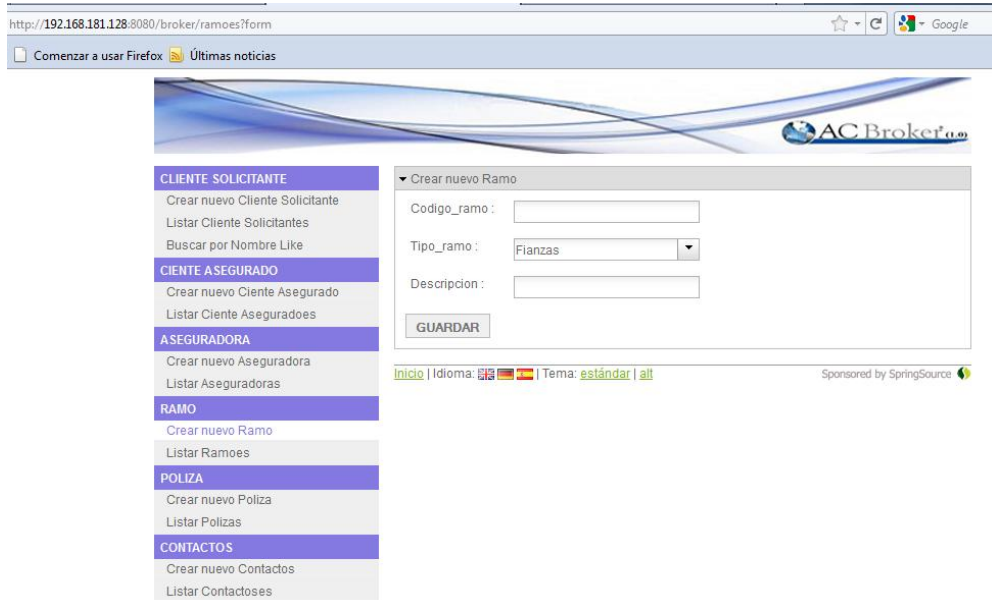 http://192.168.181.128:8080/broker/ramoes?form
Google
Comenzar a usar Firefox Últimas noticias
AC Broker (1.0)
CLIENTE SOLICITANTE
Crear nuevo Cliente Solicitante
Listar Cliente Solicitantes
Buscar por Nombre Like
CIENTE ASEGURADO
Crear nuevo Ciente Asegurado
Listar Ciente Aseguradoes
ASEGURADORA
Crear nuevo Aseguradora
Listar Aseguradoras
RAMO
Crear nuevo Ramo
Listar Ramoes
POLIZA
Crear nuevo Poliza
Listar Polizas
CONTACTOS
Crear nuevo Contactos
Listar Contactoses
Crear nuevo Ramo
Codigo_ramo :
Tipo_ramo : Fianzas
Descripcion :
GUARDAR
Inicio | Idioma: | Tema: estándar | alt
Sponsored by SpringSource